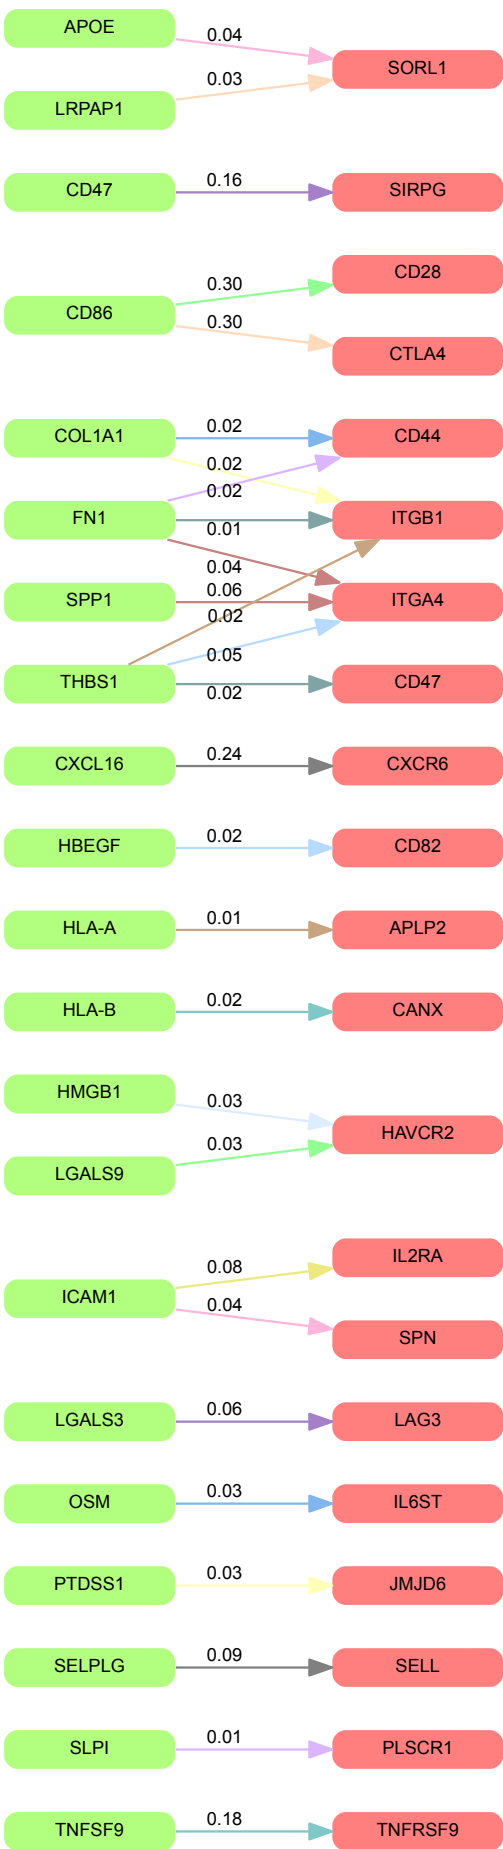 APOE
0.04
SORL1
0.03
LRPAP1
CD47
0.16
SIRPG
CD28
0.30
CD86
0.30
CTLA4
COL1A1
0.02
CD44
0.02
0.02
FN1
ITGB1
0.01
0.04
SPP1
0.06
ITGA4
0.02
0.05
THBS1
CD47
0.02
CXCL16
0.24
CXCR6
HBEGF
0.02
CD82
HLA-A
0.01
APLP2
HLA-B
0.02
CANX
HMGB1
0.03
HAVCR2
0.03
LGALS9
IL2RA
0.08
ICAM1
0.04
SPN
LGALS3
0.06
LAG3
OSM
0.03
IL6ST
PTDSS1
0.03
JMJD6
SELPLG
0.09
SELL
SLPI
0.01
PLSCR1
TNFSF9
0.18
TNFRSF9